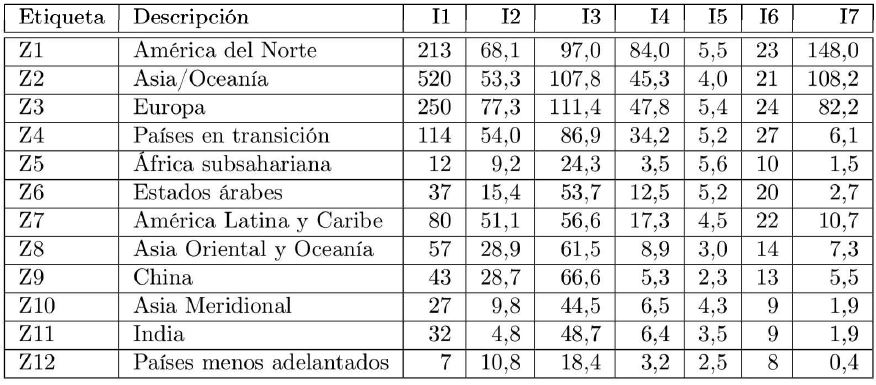 Etiqueta Descripción I1 I2 I3 I4 I5 I6 I7
Z1 América del Norte 213 68,1 97,0 84,0 5,5 23 148,0
Z2 Asia/Oceanía 520 53,3 107,8 45,3 4,0 21 108,2
Z3 Europa 250 77,3 111,4 47,8 5,4 24 82,2
Z4 Países en transición 114 54,0 86,9 34,2 5,2 27 6,1
Z5 África subsahariana 12 9,2 24,3 3,5 5,6 10 1,5
Z6 Estados árabes 37 15,4 53,7 12,5 5,2 20 2,7
Z7 América Latina y Caribe 80 51,1 56,6 17,3 4,5 22 10,7
Z8 Asia Oriental y Oceanía 57 28,9 61,5 8,9 3,0 14 7,3
Z9 China 43 28,7 66,6 5,3 2,3 13 5,5
Z10 Asia Meridional 27 9,8 44,5 6,5 4,3 9 1,9
Z11 India 32 4,8 48,7 6,4 3,5 9 1,9
Z12 Países menos adelantados 7 10,8 18,4 3,2 2,5 8 0,4